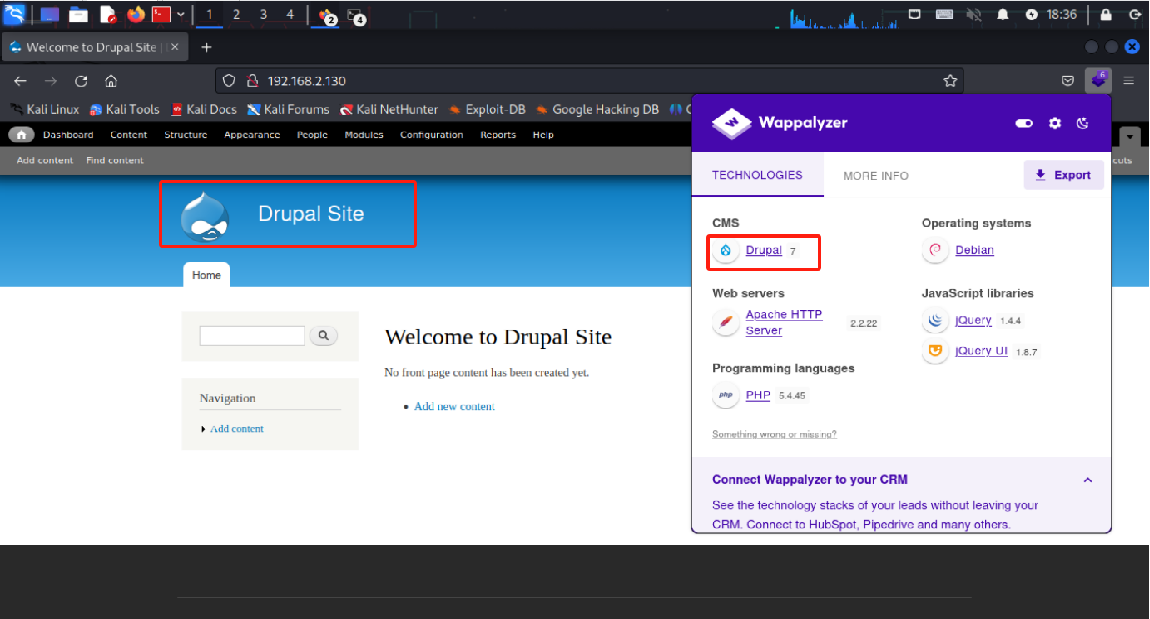 1 2 3 4 2 4 18:36
Welcome to Drupal Site |
192.168.2.130
Kali Linux Kali Tools Kali Docs Kali Forums Kali NetHunter Exploit-DB Google Hacking DB
6
Dashboard Content Structure Appearance People Modules Configuration Reports Help
Add content Find content
cuts
Drupal Site
Home
Welcome to Drupal Site
No front page content has been created yet.
Add new content
Navigation
Add content
Wappalyzer
TECHNOLOGIES MORE INFO Export
CMS
Drupal 7
Operating systems
Debian
Web servers
Apache HTTP
Server 2.2.22
JavaScript libraries
jQuery 1.4.4
jQuery UI 1.8.7
Programming languages
php PHP 5.4.45
Something wrong or missing?
Connect Wappalyzer to your CRM
See the technology stacks of your leads without leaving your
CRM. Connect to HubSpot, Pipedrive and many others.